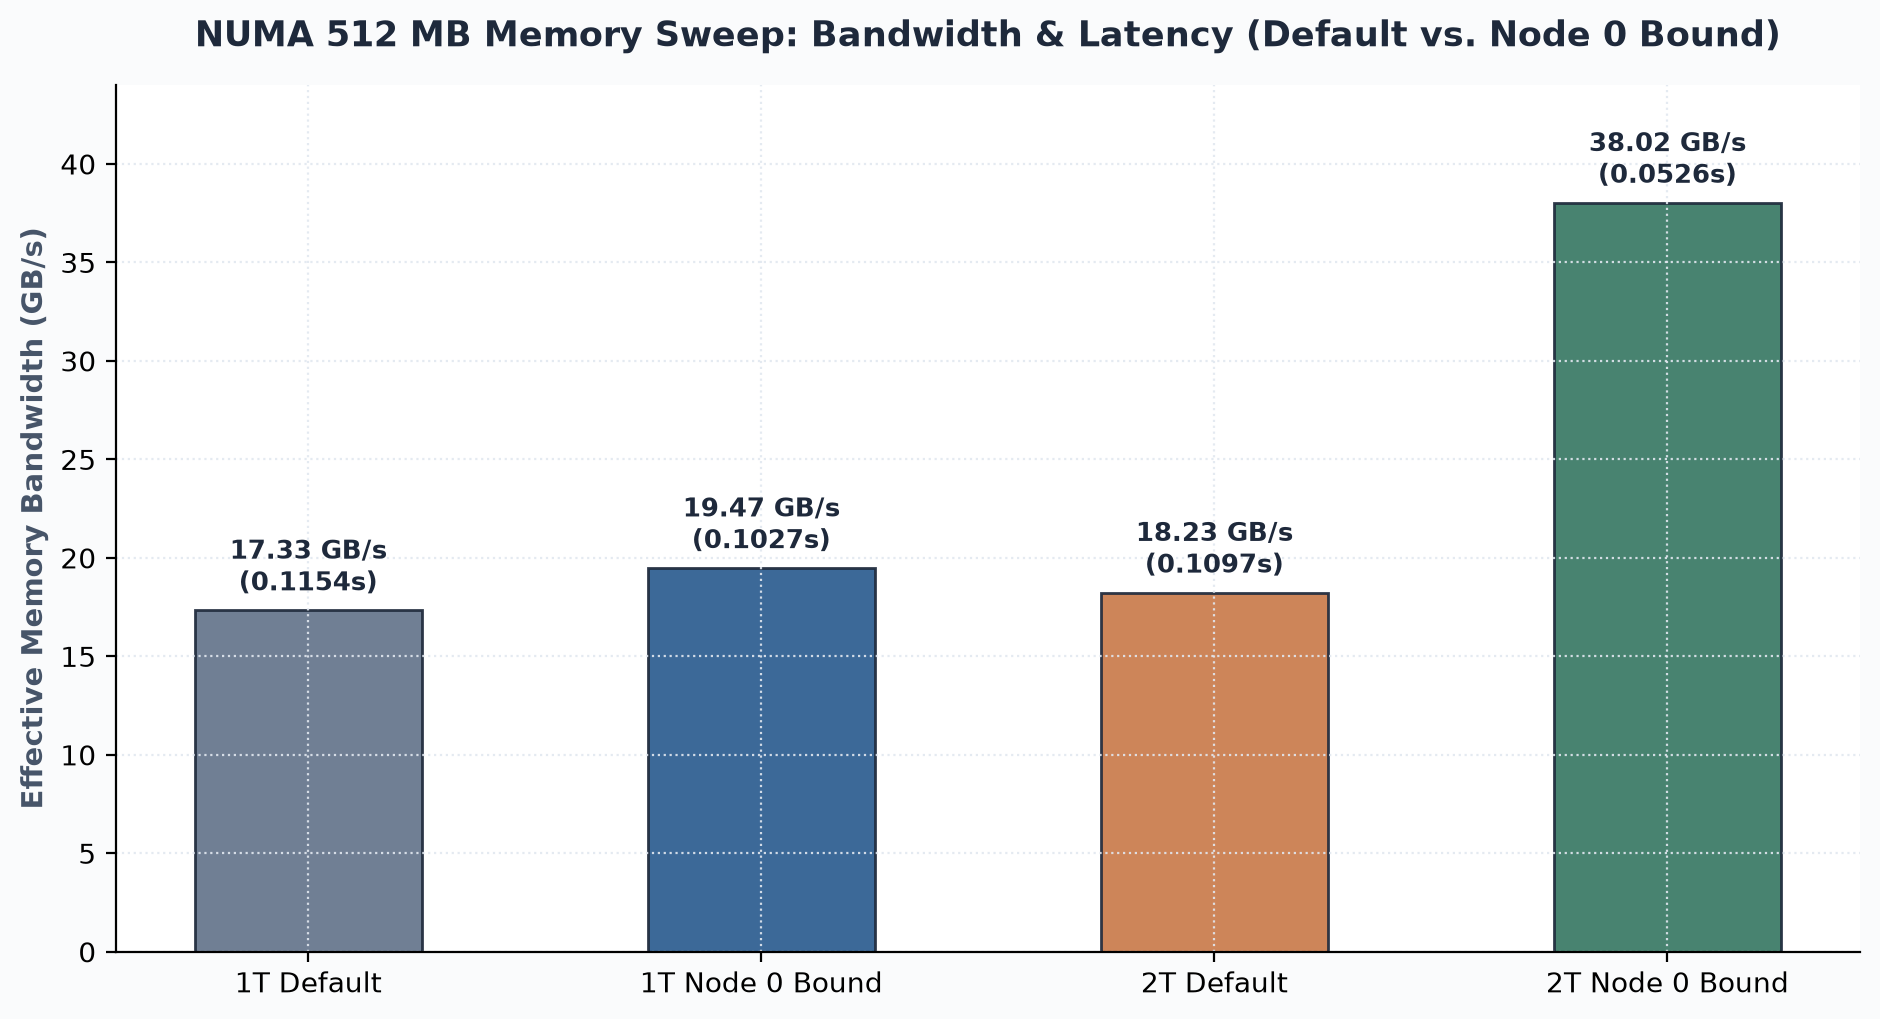 NUMA 512 MB Memory Sweep: Bandwidth & Latency (Default vs. Node 0 Bound)
Effective Memory Bandwidth (GB/s)
40
35
30
25
20
15
10
5
0
17.33 GB/s
(0.1154s)
19.47 GB/s
(0.1027s)
18.23 GB/s
(0.1097s)
38.02 GB/s
(0.0526s)
1T Default
1T Node 0 Bound
2T Default
2T Node 0 Bound